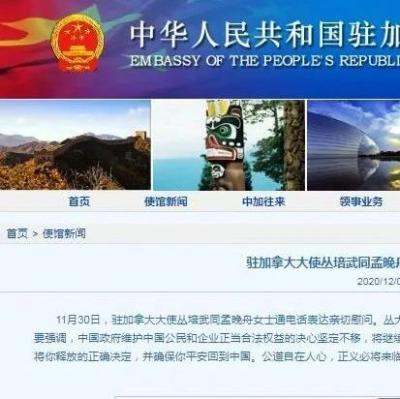 中华人民共和国驻加
EMBASSY OF THE PEOPLE'S REPUBLI
首页 使馆新闻 中加往来 领事业务
首页 > 使馆新闻
驻加拿大大使丛培武同孟晚舟
2020/12/0
11月30日，驻加拿大大使丛培武同孟晚舟女士通电话表达亲切慰问。丛大
要强调，中国政府维护中国公民和企业正当合法权益的决心坚定不移，将继续
将你释放的正确决定，并确保你平安回到中国。公道自在人心，正义必将来临